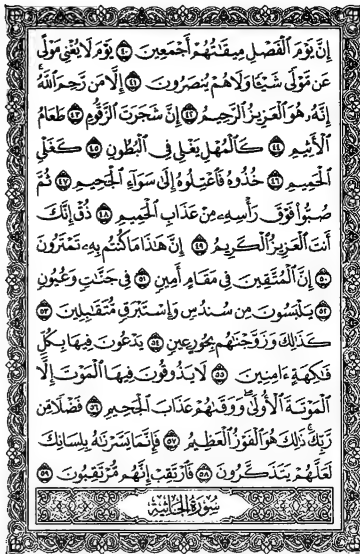 إِنَّ يَوْمَ ٱلْفَصْلِ مِيقَٰتُهُمْ أَجْمَعِينَ ۝٤٠ يَوْمَ لَا يُغْنِى مَوْلًى
عَن مَّوْلًى شَيْـًٔا وَلَا هُمْ يُنصَرُونَ ۝٤١ إِلَّا مَن رَّحِمَ ٱللَّهُ
إِنَّهُۥ هُوَ ٱلْعَزِيزُ ٱلرَّحِيمُ ۝٤٢ إِنَّ شَجَرَتَ ٱلزَّقُّومِ ۝٤٣ طَعَامُ
ٱلْأَثِيمِ ۝٤٤ كَٱلْمُهْلِ يَغْلِى فِى ٱلْبُطُونِ ۝٤٥ كَغَلْىِ
ٱلْحَمِيمِ ۝٤٦ خُذُوهُ فَٱعْتِلُوهُ إِلَىٰ سَوَآءِ ٱلْجَحِيمِ ۝٤٧ ثُمَّ
صُبُّوا۟ فَوْقَ رَأْسِهِۦ مِنْ عَذَابِ ٱلْحَمِيمِ ۝٤٨ ذُقْ إِنَّكَ
أَنتَ ٱلْعَزِيزُ ٱلْكَرِيمُ ۝٤٩ إِنَّ هَٰذَا مَا كُنتُم بِهِۦ تَمْتَرُونَ
۝٥٠ إِنَّ ٱلْمُتَّقِينَ فِى مَقَامٍ أَمِينٍ ۝٥١ فِى جَنَّٰتٍ وَعُيُونٍ
۝٥٢ يَلْبَسُونَ مِن سُندُسٍ وَإِسْتَبْرَقٍ مُّتَقَٰبِلِينَ ۝٥٣
كَذَٰلِكَ وَزَوَّجْنَٰهُم بِحُورٍ عِينٍ ۝٥٤ يَدْعُونَ فِيهَا بِكُلِّ
فَٰكِهَةٍ ءَامِنِينَ ۝٥٥ لَا يَذُوقُونَ فِيهَا ٱلْمَوْتَ إِلَّا
ٱلْمَوْتَةَ ٱلْأُولَىٰ وَوَقَىٰهُمْ عَذَابَ ٱلْجَحِيمِ ۝٥٦ فَضْلًا مِّن
رَّبِّكَ ذَٰلِكَ هُوَ ٱلْفَوْزُ ٱلْعَظِيمُ ۝٥٧ فَإِنَّمَا يَسَّرْنَٰهُ بِلِسَانِكَ
لَعَلَّهُمْ يَتَذَكَّرُونَ ۝٥٨ فَٱرْتَقِبْ إِنَّهُم مُّرْتَقِبُونَ ۝٥٩
سُورَةُ الجَاثِيَةِ